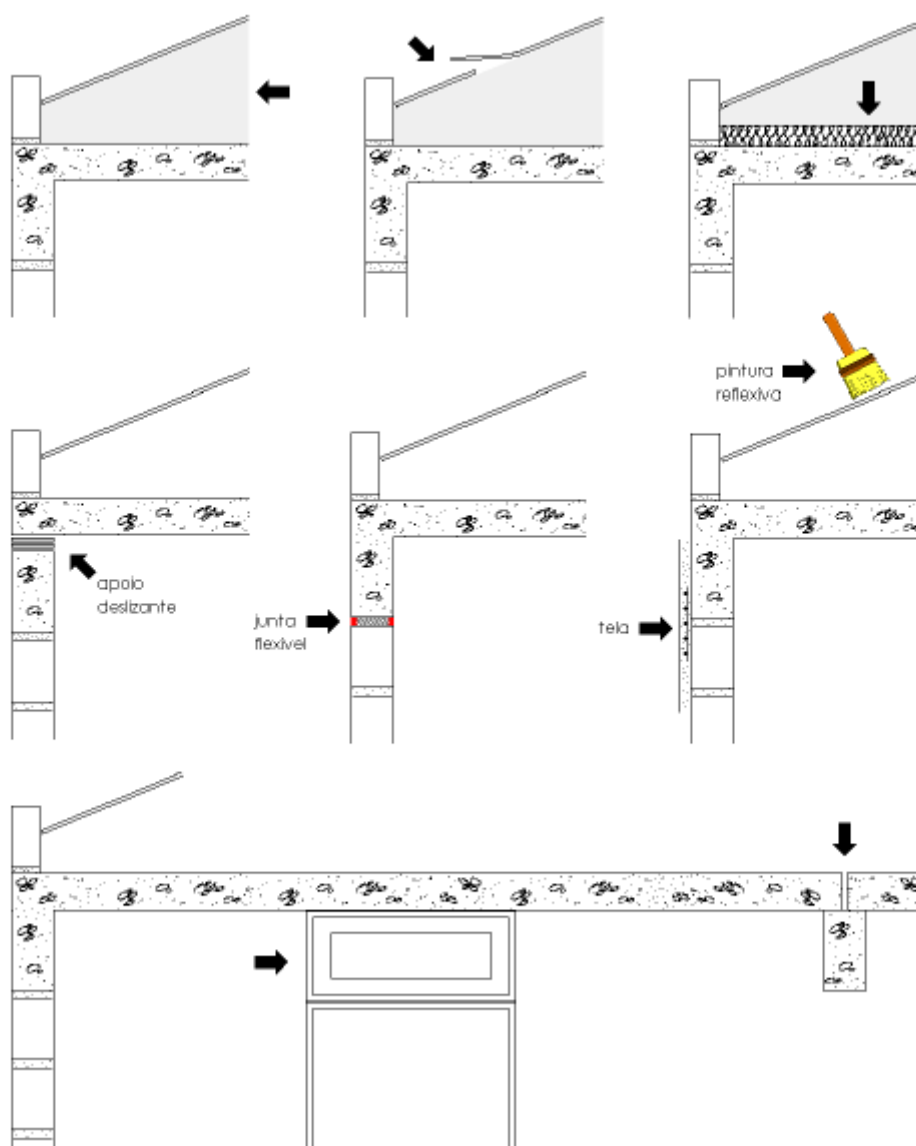 pintura
reflexiva
apoio
deslizante
junta
flexível
tela